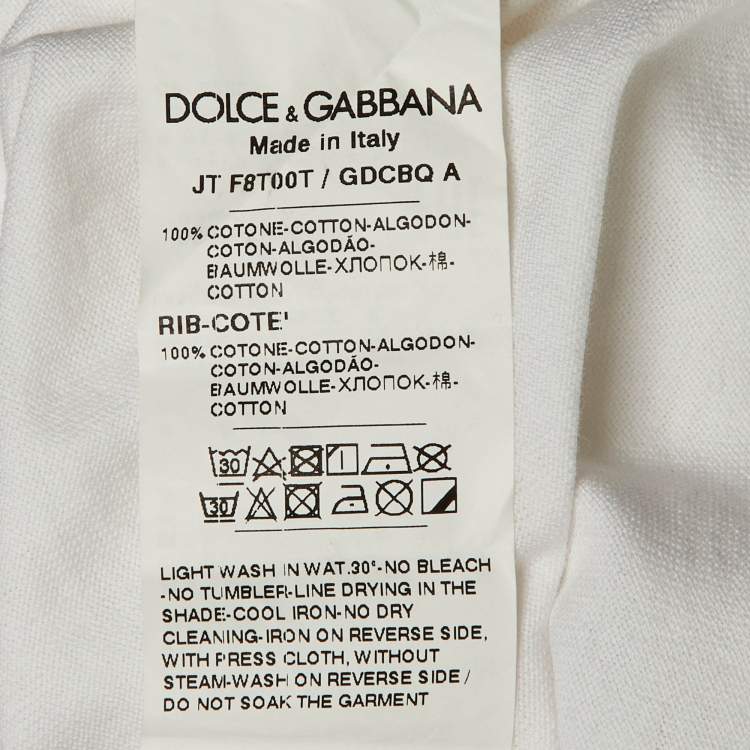 DOLCE & GABBANA
Made in Italy
JT F8T00T / GDCBQ A
100% COTONE-COTTON-ALGODON-
COTON-ALGODÃO-
BAUMWOLLE-ХЛОПОК-棉-
COTTON
RIB-COTE'
100% COTONE-COTTON-ALGODON-
COTON-ALGODÃO-
BAUMWOLLE-ХЛОПОК-棉-
COTTON
30
30
LIGHT WASH IN WAT.30°-NO BLEACH
-NO TUMBLER-LINE DRYING IN THE
SHADE-COOL IRON-NO DRY
CLEANING-IRON ON REVERSE SIDE,
WITH PRESS CLOTH, WITHOUT
STEAM-WASH ON REVERSE SIDE /
DO NOT SOAK THE GARMENT